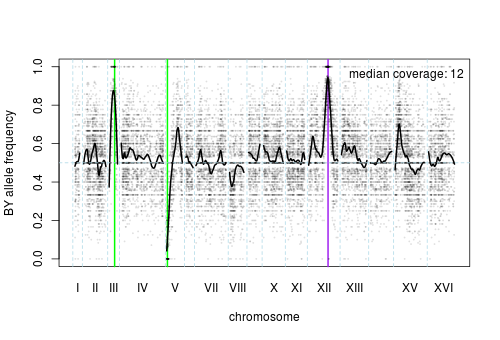 median coverage: 12
BY allele frequency
1.0
0.8
0.6
0.4
0.2
0.0
I II III IV V VII VIII X XI XII XIII XV XVI
chromosome